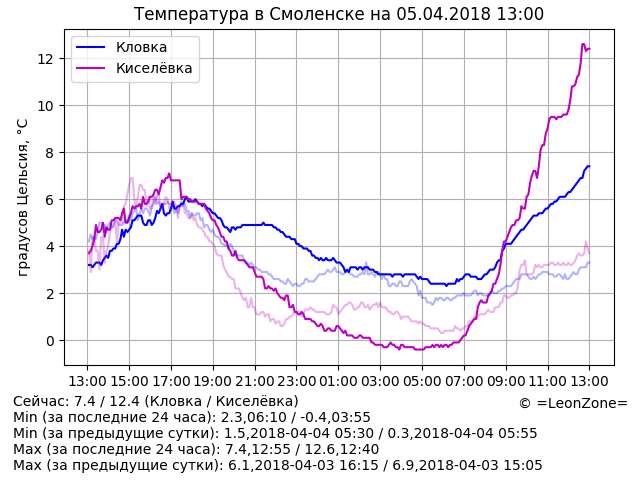 Температура в Смоленске на 05.04.2018 13:00
Кловка
Киселёвка
градусов Цельсия, °C
12
10
8
6
4
2
0
13:00 15:00 17:00 19:00 21:00 23:00 01:00 03:00 05:00 07:00 09:00 11:00 13:00
Сейчас: 7.4 / 12.4 (Кловка / Киселёвка)
© =LeonZone=
Min (за последние 24 часа): 2.3,06:10 / -0.4,03:55
Min (за предыдущие сутки): 1.5,2018-04-04 05:30 / 0.3,2018-04-04 05:55
Max (за последние 24 часа): 7.4,12:55 / 12.6,12:40
Max (за предыдущие сутки): 6.1,2018-04-03 16:15 / 6.9,2018-04-03 15:05